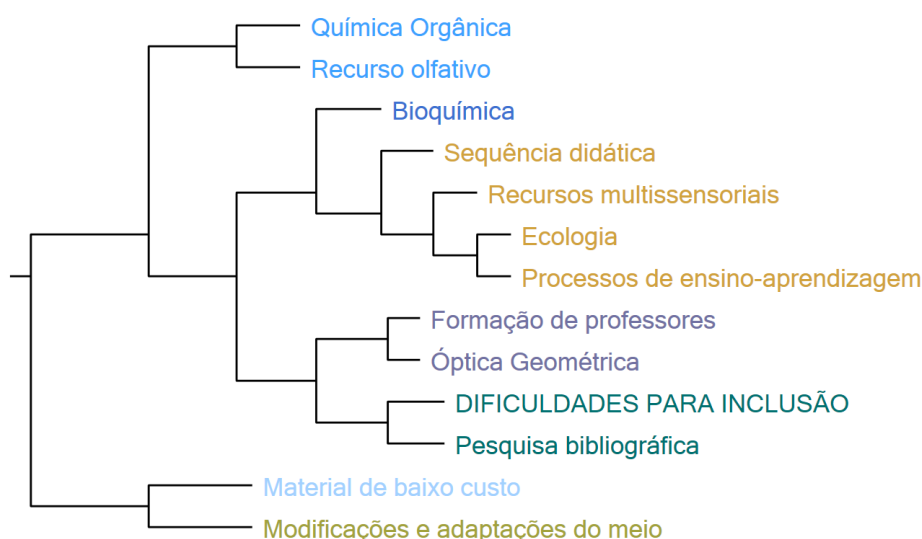 Química Orgânica
Recurso olfativo
Bioquímica
Sequência didática
Recursos multissensoriais
Ecologia
Processos de ensino-aprendizagem
Formação de professores
Óptica Geométrica
DIFICULDADES PARA INCLUSÃO
Pesquisa bibliográfica
Material de baixo custo
Modificações e adaptações do meio